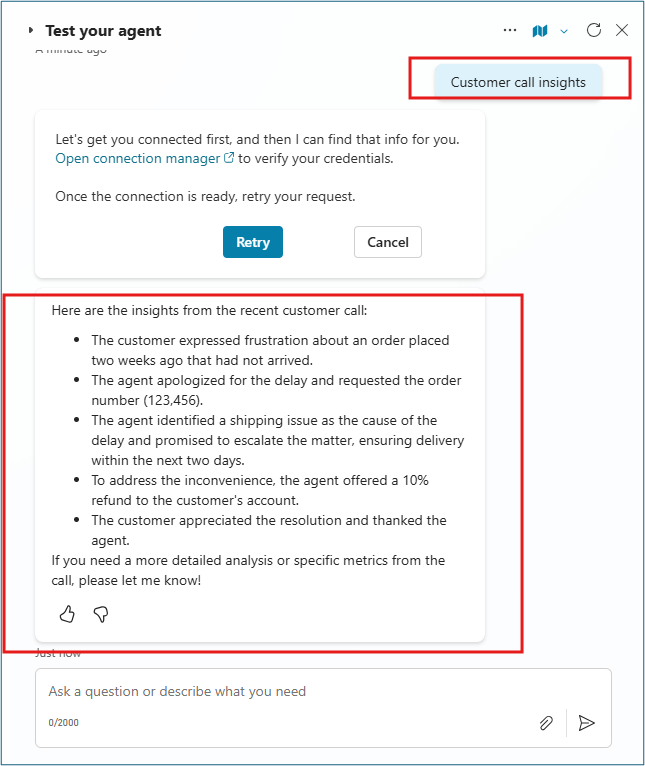 Test your agent
A minute ago
Customer call insights
Let's get you connected first, and then I can find that info for you.
Open connection manager to verify your credentials.
Once the connection is ready, retry your request.
Retry
Cancel
Here are the insights from the recent customer call:
The customer expressed frustration about an order placed
two weeks ago that had not arrived.
The agent apologized for the delay and requested the order
number (123,456).
The agent identified a shipping issue as the cause of the
delay and promised to escalate the matter, ensuring delivery
within the next two days.
To address the inconvenience, the agent offered a 10%
refund to the customer's account.
The customer appreciated the resolution and thanked the
agent.
If you need a more detailed analysis or specific metrics from the
call, please let me know!
Just now
Ask a question or describe what you need
0/2000